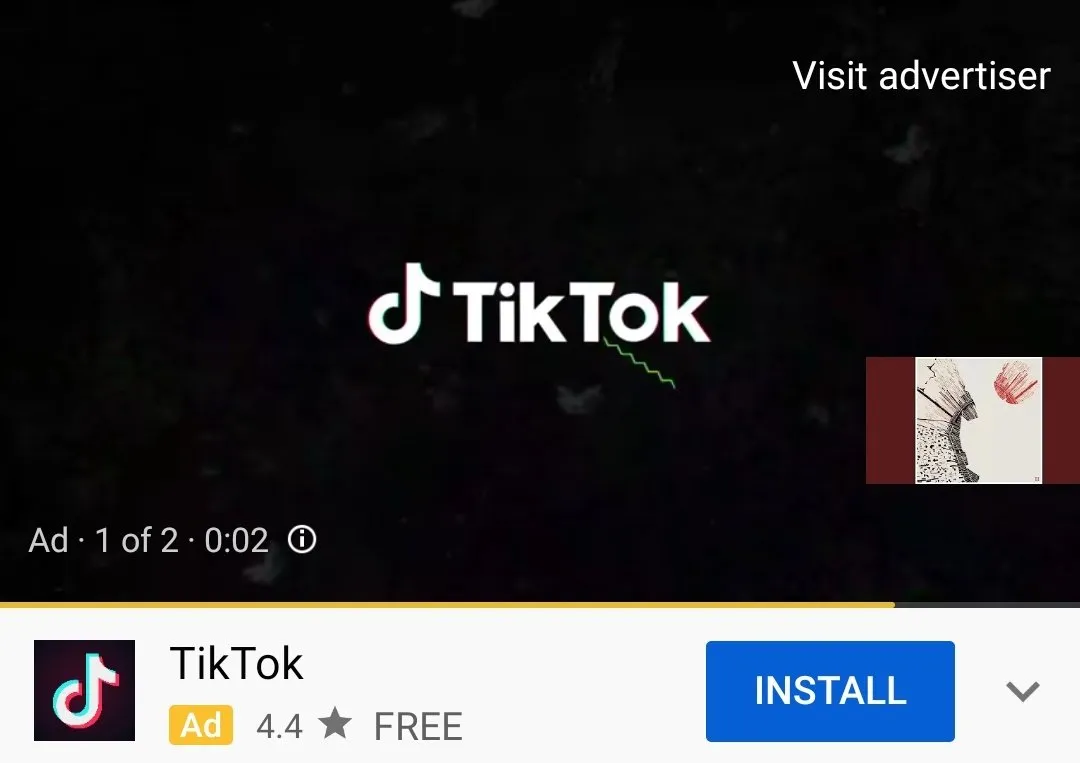 Visit advertiser
TikTok
Ad · 1 of 2 · 0:02
TikTok
Ad 4.4 ★ FREE
INSTALL